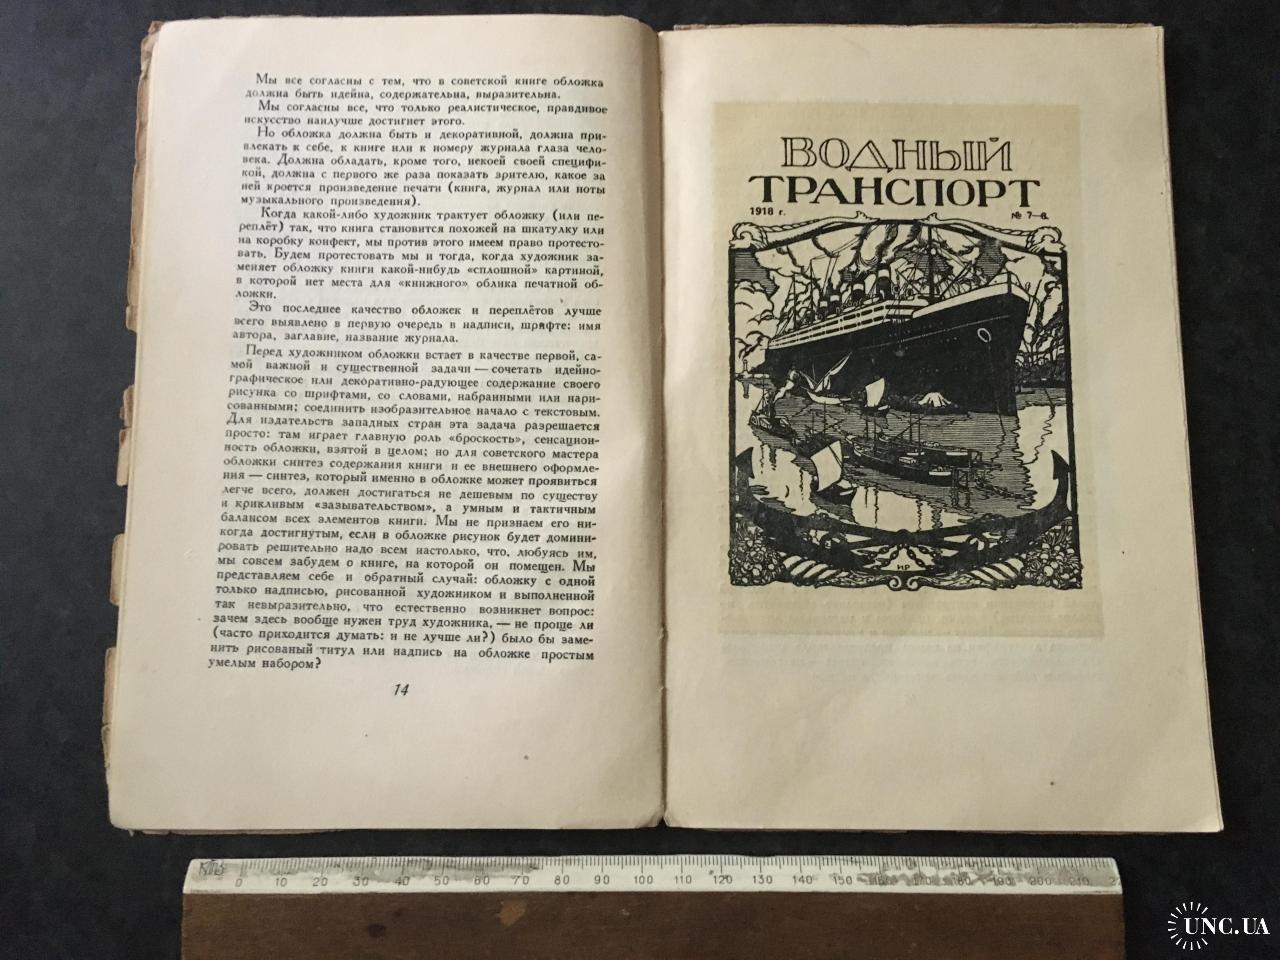 Мы все согласны с тем, что в советской книге обложка
должна быть идейна, содержательна, выразительна.
Мы согласны все, что только реалистическое, правдивое
искусство наилучше достигнет этого.
Но обложка должна быть и декоративной, должна при-
влекать к себе, к книге или к номеру журнала глаза чело-
века. Должна обладать, кроме того, некоей своей специфи-
кой, должна с первого же раза показать зрителю, какое за
ней кроется произведение печати (книга, журнал или ноты
музыкального произведения).
Когда какой-либо художник трактует обложку (или пе-
реплёт) так, что книга становится похожей на шкатулку или
на коробку конфект, мы против этого имеем право протесто-
вать. Будем протестовать мы и тогда, когда художник за-
меняет обложку книги какой-нибудь «сплошной» картиной,
в которой нет места для «книжного» облика печатной об-
ложки.
Это последнее качество обложек и переплётов лучше
всего выявлено в первую очередь в надписи, шрифте: имя
автора, заглавие, название журнала.
Перед художником обложки встает в качестве первой, са-
мой важной и существенной задачи — сочетать идейно-
графическое или декоративно-радующее содержание своего
рисунка со шрифтами, со словами, набранными или нари-
сованными; соединить изобразительное начало с текстовым.
Для издательств западных стран эта задача разрешается
просто: там играет главную роль «броскость», сенсацион-
ность обложки, взятой в целом; но для советского мастера
обложки синтез содержания книги и ее внешнего оформле-
ния — синтез, который именно в обложке может проявиться
легче всего, должен достигаться не дешевым по существу
и крикливым «зазывательством», а умным и тактичным
балансом всех элементов книги. Мы не признаем его ни-
когда достигнутым, если в обложке рисунок будет домини-
ровать решительно надо всем настолько, что, любуясь им,
мы совсем забудем о книге, на которой он помещен. Мы
представляем себе и обратный случай: обложку с одной
только надписью, рисованной художником и выполненной
так невыразительно, что естественно возникнет вопрос:
зачем здесь вообще нужен труд художника, — не проще ли
(часто приходится думать: и не лучше ли?) было бы заме-
нить рисованый титул или надпись на обложке простым
умелым набором?
14
ВОДНЫЙ
ТРАНСПОРТ
1918 г. № 7—8.
ИР
0 10 20 30 40 50 60 70 80 90 100 110 120 130 140 150 160 170 180 190 200 210
UNC.UA